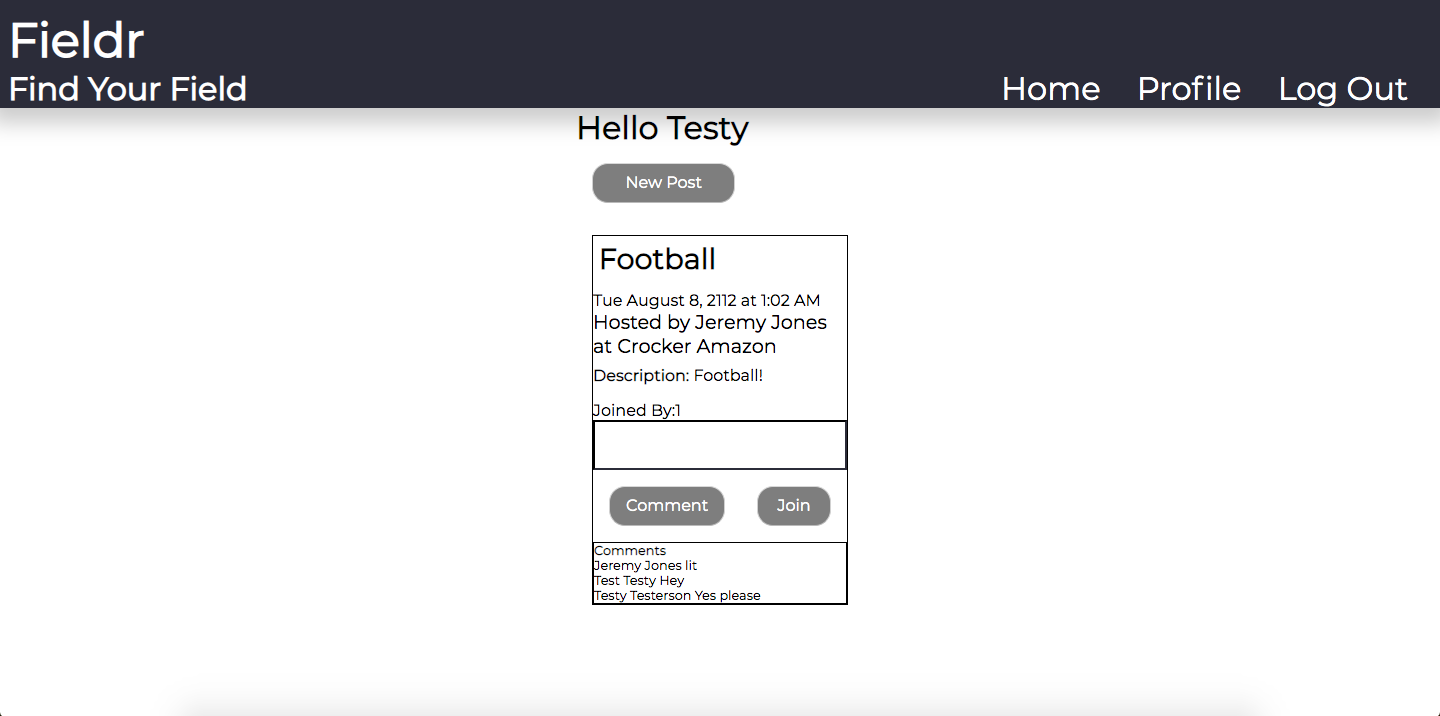 Fieldr
Find Your Field
Home Profile Log Out
Hello Testy
New Post
Football
Tue August 8, 2112 at 1:02 AM
Hosted by Jeremy Jones
at Crocker Amazon
Description: Football!
Joined By:1
Comment Join
Comments
Jeremy Jones lit
Test Testy Hey
Testy Testerson Yes please